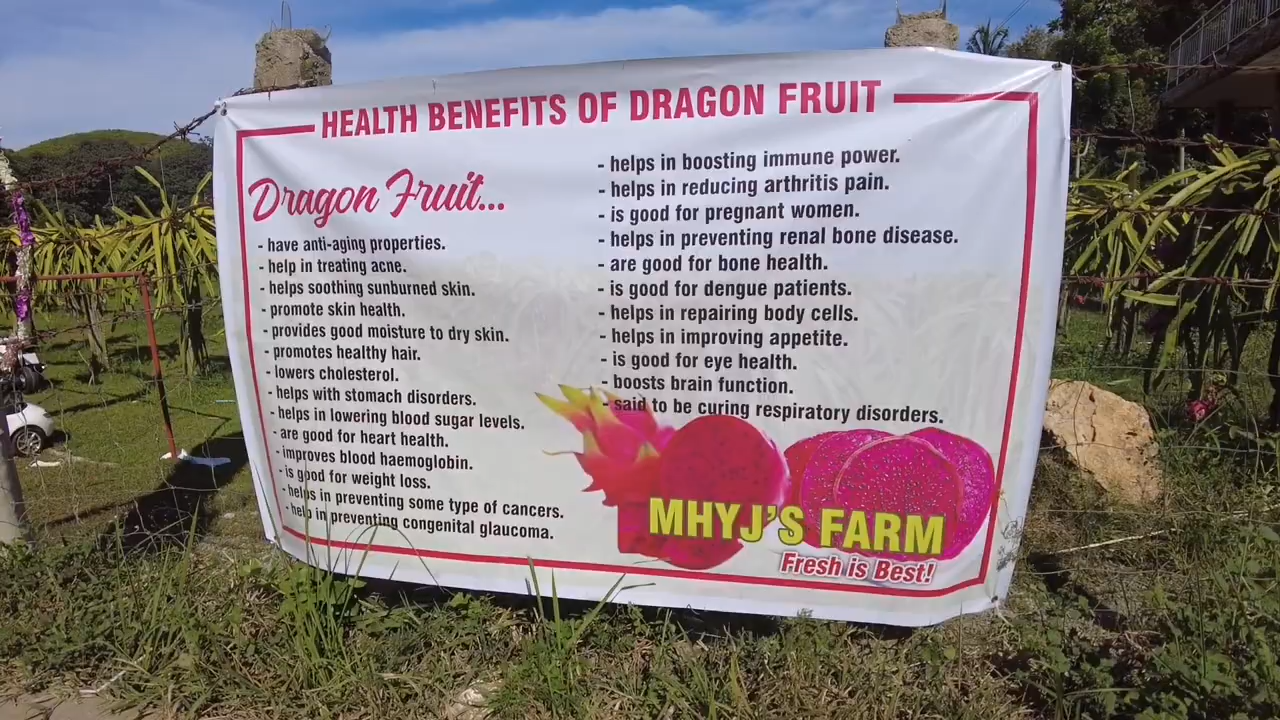 HEALTH BENEFITS OF DRAGON FRUIT
Dragon Fruit...
- have anti-aging properties.
- help in treating acne.
- helps soothing sunburned skin.
- promote skin health.
- provides good moisture to dry skin.
- promotes healthy hair.
- lowers cholesterol.
- helps with stomach disorders.
- helps in lowering blood sugar levels.
- are good for heart health.
- improves blood haemoglobin.
- is good for weight loss.
- helps in preventing some type of cancers.
- help in preventing congenital glaucoma.
- helps in boosting immune power.
- helps in reducing arthritis pain.
- is good for pregnant women.
- helps in preventing renal bone disease.
- are good for bone health.
- is good for dengue patients.
- helps in repairing body cells.
- helps in improving appetite.
- is good for eye health.
- boosts brain function.
- said to be curing respiratory disorders.
MHYJ'S FARM
Fresh is Best!